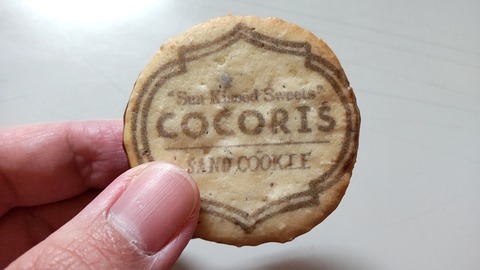 "Sun Kissed Sweets"
COCORIS
SAND COOKIE